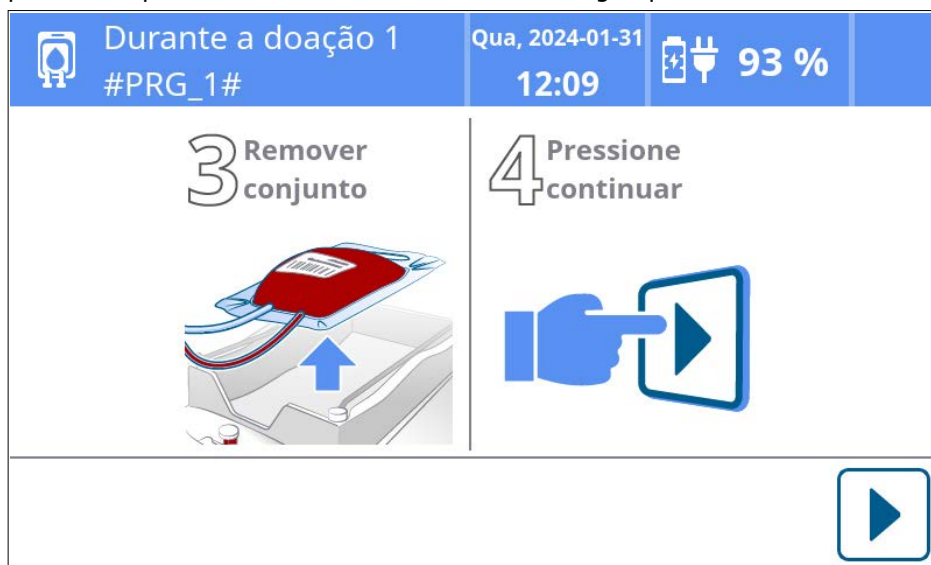 Durante a doação 1
#PRG_1#
Qua, 2024-01-31
12:09
93 %
3 Remover
conjunto
4 Pressione
continuar